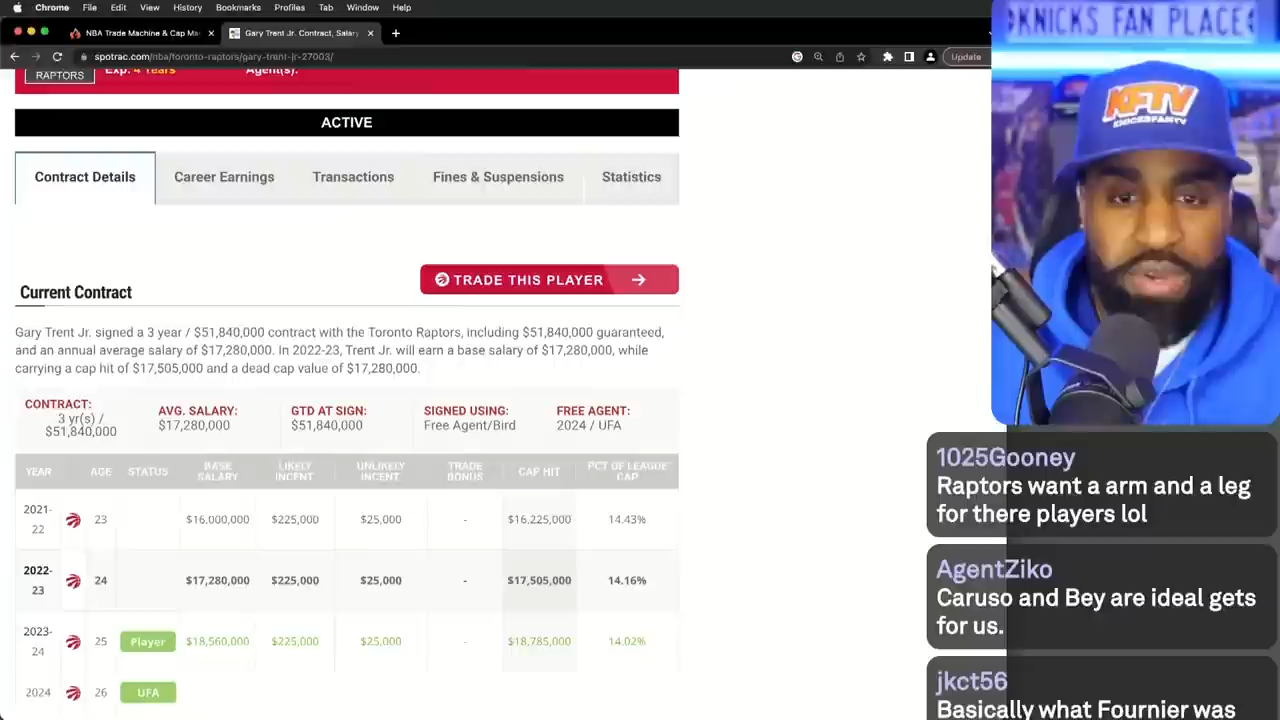 Chrome File Edit View History Bookmarks Profiles Tab Window Help
NBA Trade Machine & Cap Ma
Gary Trent Jr. Contract, Salary
spotrac.com/nba/toronto-raptors/gary-trent-jr-27003/
Update
KNICKS FAN PLACE
KFTV
KNICKSFANTV
RAPTORS
Exp: 4 Years
Agent(s):
ACTIVE
Contract Details
Career Earnings
Transactions
Fines & Suspensions
Statistics
TRADE THIS PLAYER
Current Contract
Gary Trent Jr. signed a 3 year / $51,840,000 contract with the Toronto Raptors, including $51,840,000 guaranteed,
and an annual average salary of $17,280,000. In 2022-23, Trent Jr. will earn a base salary of $17,280,000, while
carrying a cap hit of $17,505,000 and a dead cap value of $17,280,000.
CONTRACT:
3 yr(s) /
$51,840,000
AVG. SALARY:
$17,280,000
GTD AT SIGN:
$51,840,000
SIGNED USING:
Free Agent/Bird
FREE AGENT:
2024 / UFA
YEAR AGE STATUS BASE SALARY LIKELY INCENT UNLIKELY INCENT TRADE BONUS CAP HIT PCT OF LEAGUE CAP
2021-22 23 $16,000,000 $225,000 $25,000 - $16,225,000 14.43%
2022-23 24 $17,280,000 $225,000 $25,000 - $17,505,000 14.16%
2023-24 25 Player $18,560,000 $225,000 $25,000 - $18,785,000 14.02%
2024 26 UFA
1025Gooney
Raptors want a arm and a leg
for there players lol
AgentZiko
Caruso and Bey are ideal gets
for us.
jkct56
Basically what Fournier was